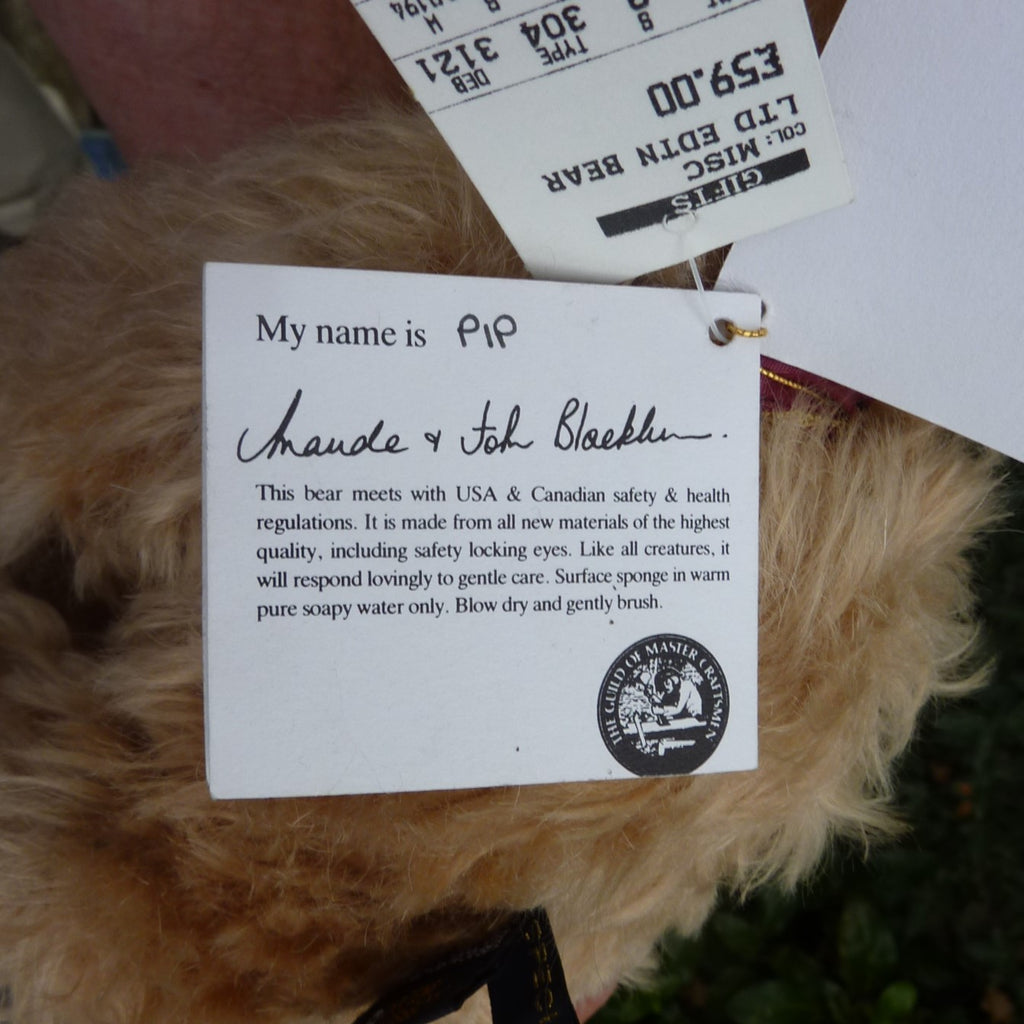 GIFTS
COL: MISC
LTD EDTN BEAR
£59.00
DEB TYPE
3121 304
My name is PIP
& John
This bear meets with USA & Canadian safety & health
regulations. It is made from all new materials of the highest
quality, including safety locking eyes. Like all creatures, it
will respond lovingly to gentle care. Surface sponge in warm
pure soapy water only. Blow dry and gently brush.
THE GUILD OF MASTER CRAFTSMEN